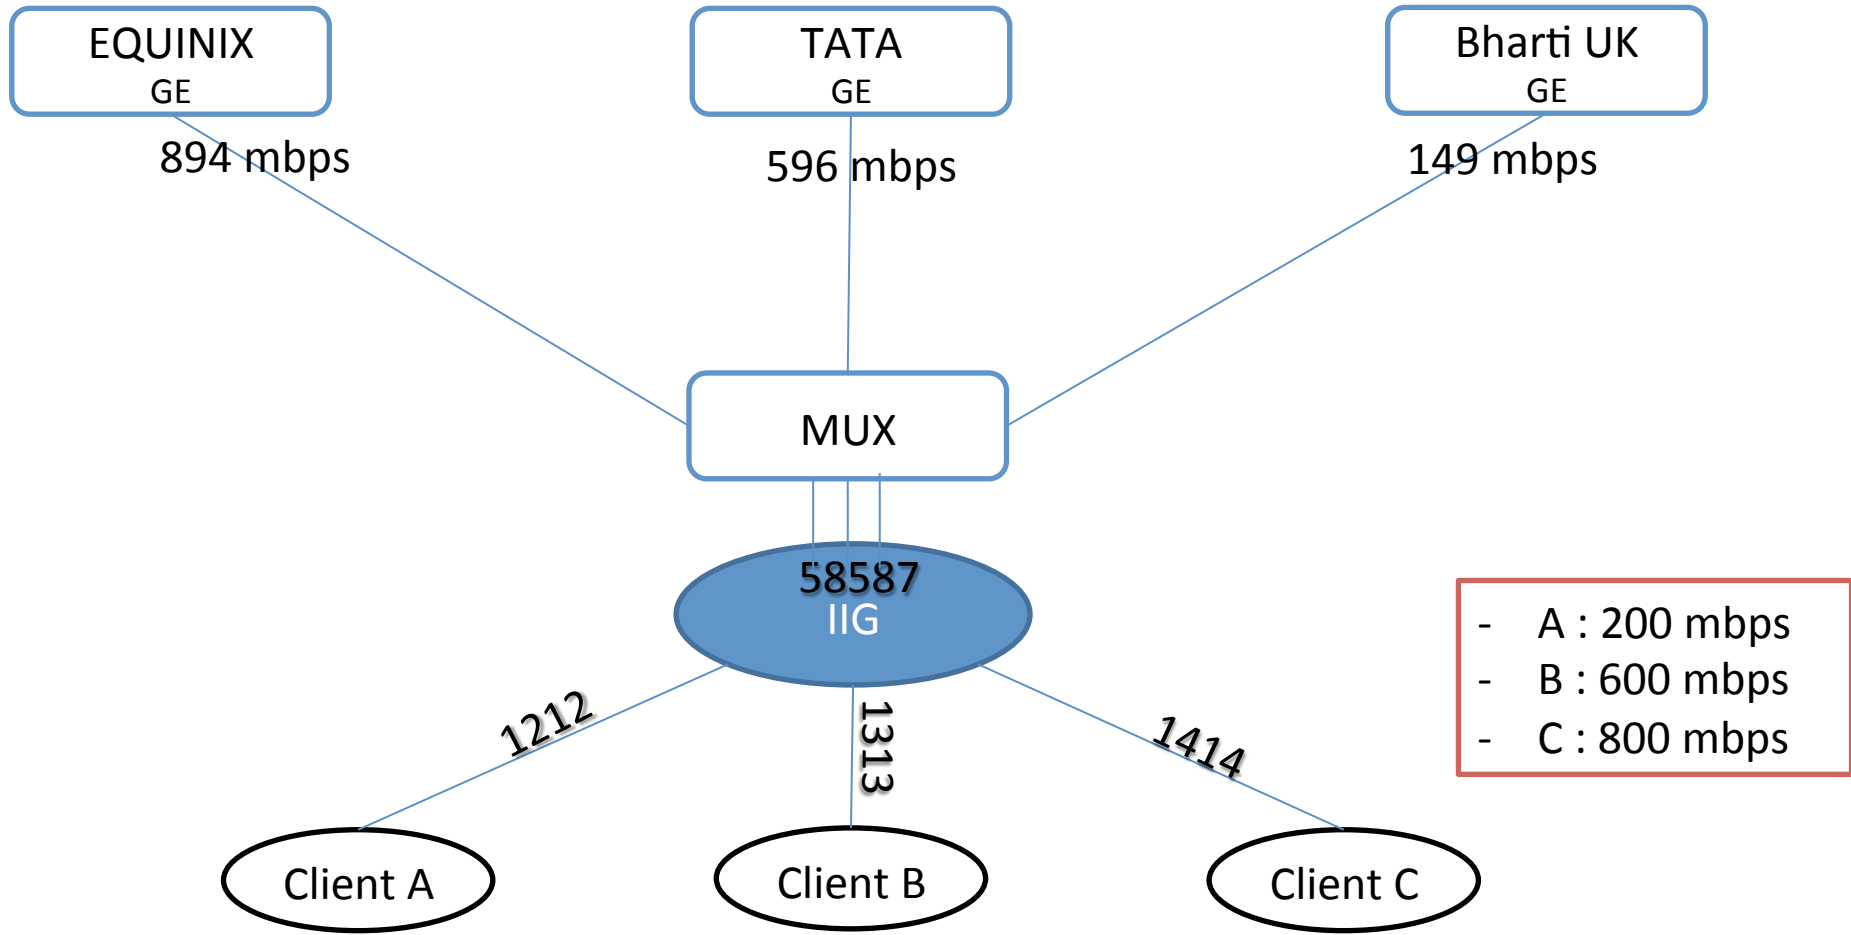 EQUINIX
GE
TATA
GE
Bharti UK
GE
894 mbps
596 mbps
149 mbps
MUX
58587
IIG
1212
1313
1414
- A : 200 mbps
- B : 600 mbps
- C : 800 mbps
Client A
Client B
Client C